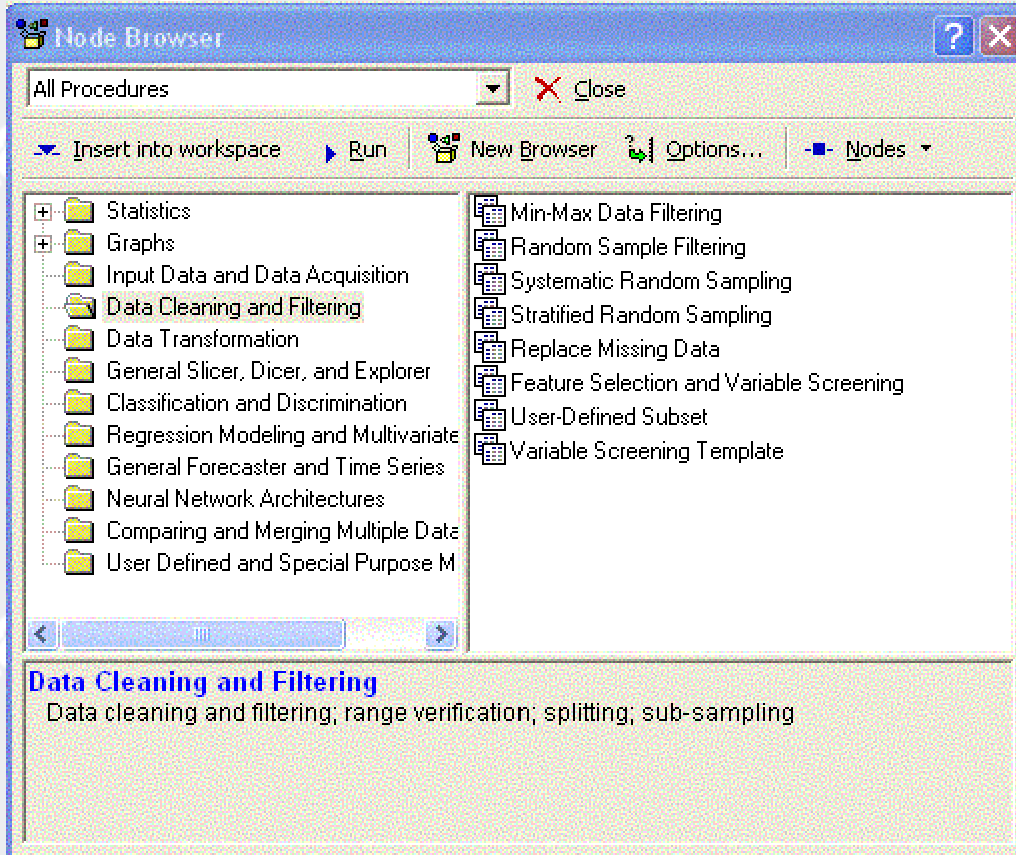 Node Browser
All Procedures
Close
Insert into workspace
Run
New Browser
Options...
Nodes
Statistics
Graphs
Input Data and Data Acquisition
Data Cleaning and Filtering
Data Transformation
General Slicer, Dicer, and Explorer
Classification and Discrimination
Regression Modeling and Multivariate
General Forecaster and Time Series
Neural Network Architectures
Comparing and Merging Multiple Data
User Defined and Special Purpose M
Min-Max Data Filtering
Random Sample Filtering
Systematic Random Sampling
Stratified Random Sampling
Replace Missing Data
Feature Selection and Variable Screening
User-Defined Subset
Variable Screening Template
Data Cleaning and Filtering
Data cleaning and filtering; range verification; splitting; sub-sampling